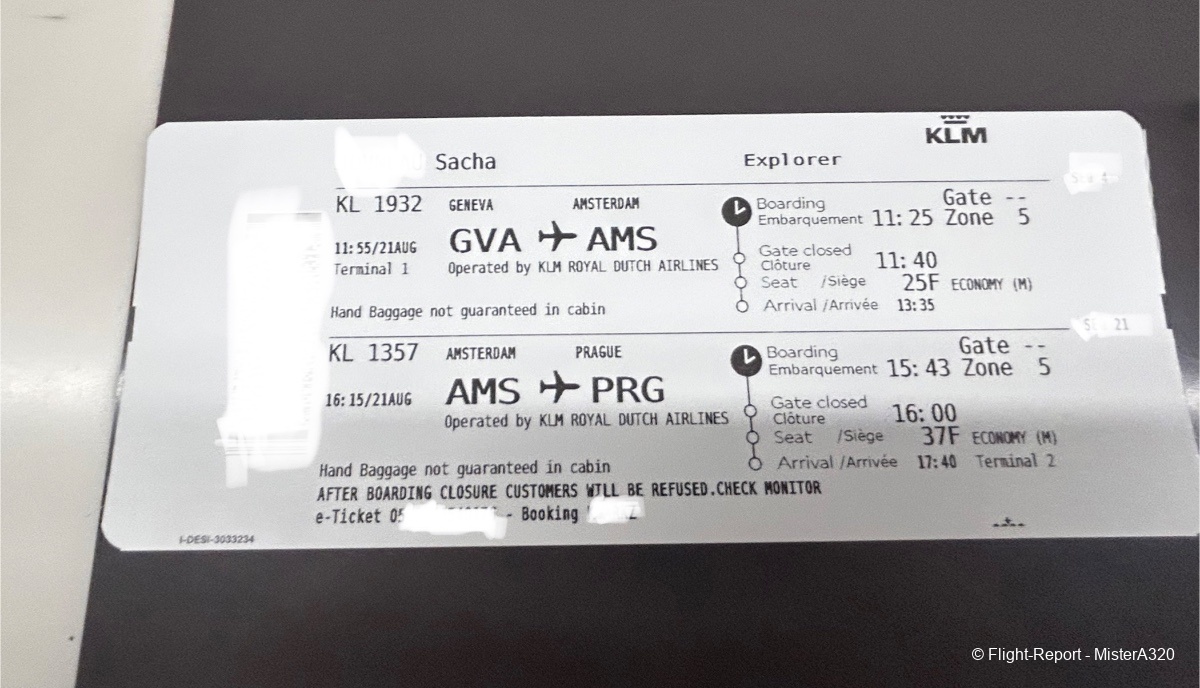 KLM
Sacha Explorer
KL 1932 GENEVA AMSTERDAM
11:55/21AUG GVA AMS
Terminal 1 Operated by KLM ROYAL DUTCH AIRLINES
Hand Baggage not guaranteed in cabin
Boarding Gate --
Embarquement 11:25 Zone 5
Gate closed
Clôture 11:40
Seat /Siège 25F ECONOMY (M)
Arrival /Arrivée 13:35
KL 1357 AMSTERDAM PRAGUE
16:15/21AUG AMS PRG
Operated by KLM ROYAL DUTCH AIRLINES
Boarding Gate --
Embarquement 15:43 Zone 5
Gate closed
Clôture 16:00
Seat /Siège 37F ECONOMY (M)
Arrival /Arrivée 17:40 Terminal 2
Hand Baggage not guaranteed in cabin
AFTER BOARDING CLOSURE CUSTOMERS WILL BE REFUSED.CHECK MONITOR
e-Ticket - Booking
I-DESI-3033234
© Flight-Report - MisterA320